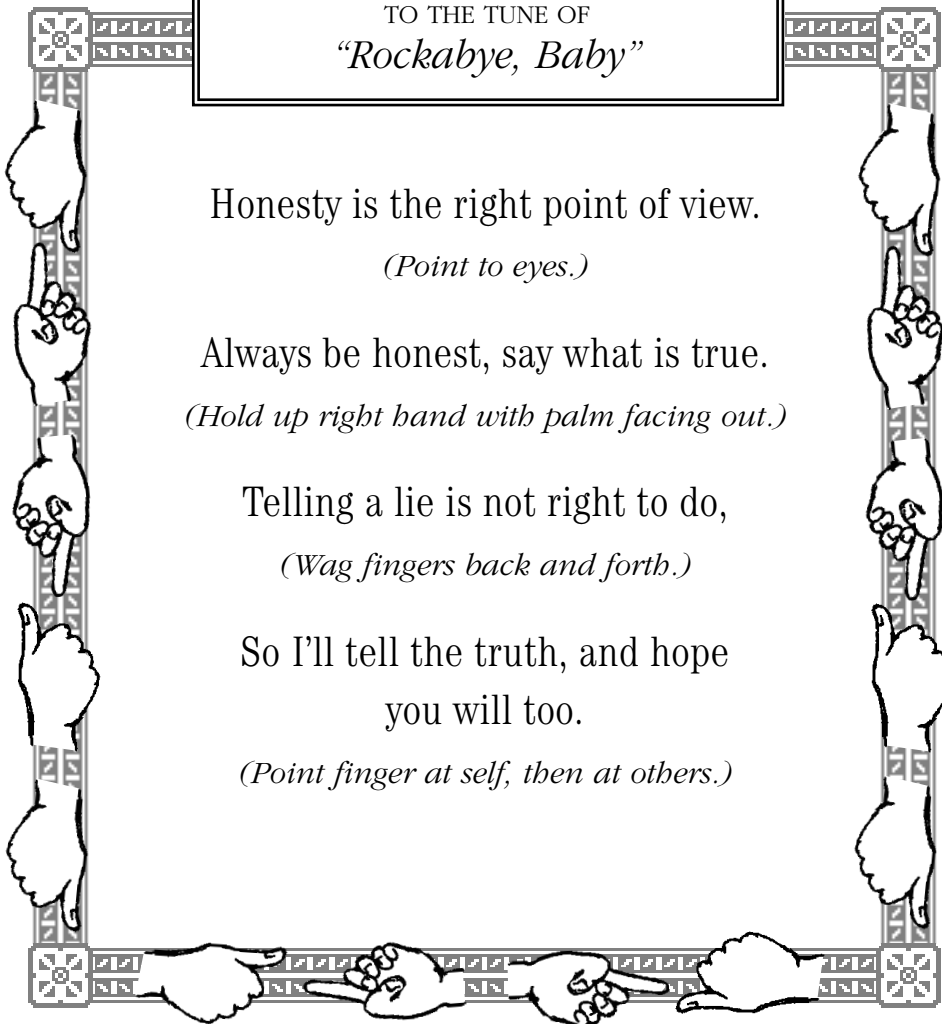 TO THE TUNE OF
“Rockabye, Baby”
Honesty is the right point of view.
(Point to eyes.)
Always be honest, say what is true.
(Hold up right hand with palm facing out.)
Telling a lie is not right to do,
(Wag fingers back and forth.)
So I’ll tell the truth, and hope
you will too.
(Point finger at self, then at others.)